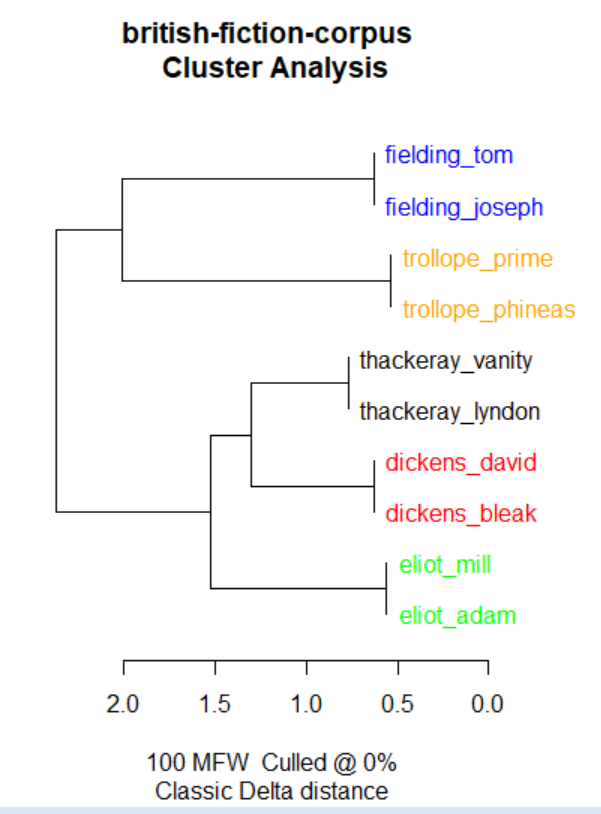 british-fiction-corpus
Cluster Analysis
fielding_tom
fielding_joseph
trollope_prime
trollope_phineas
thackeray_vanity
thackeray_lyndon
dickens_david
dickens_bleak
eliot_mill
eliot_adam
2.0 1.5 1.0 0.5 0.0
100 MFW Culled @ 0%
Classic Delta distance